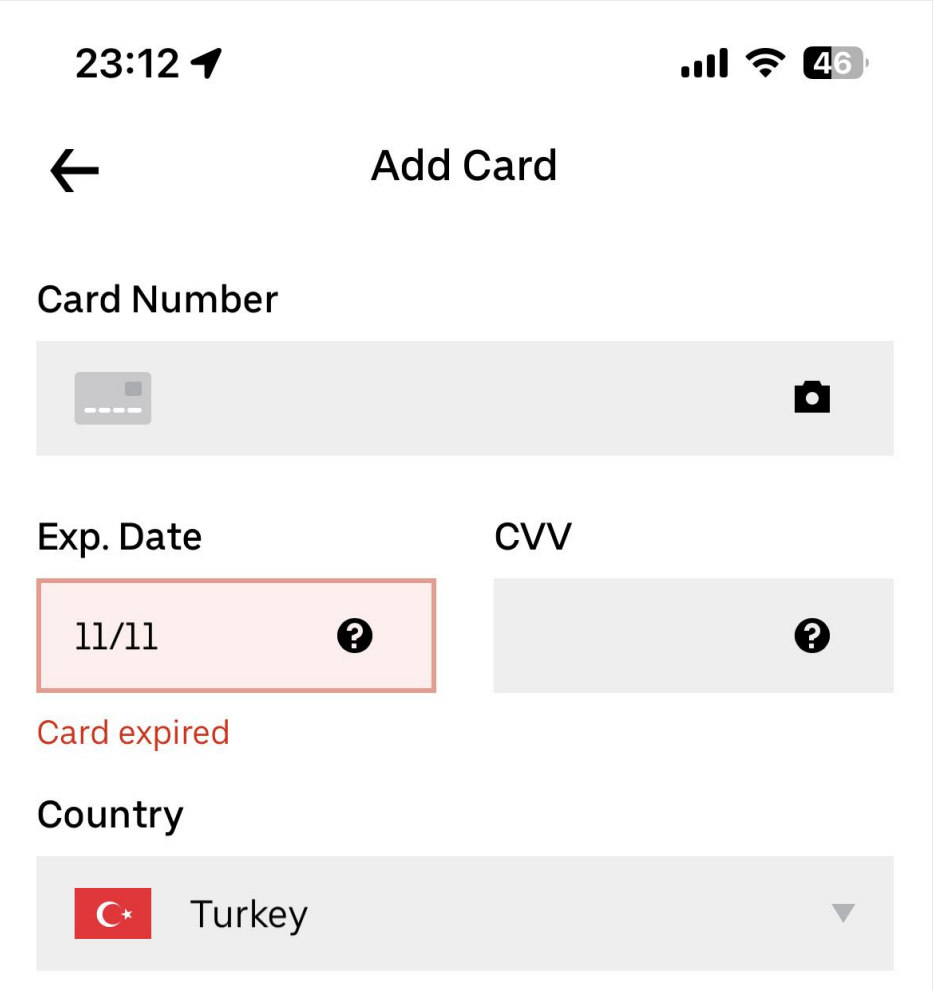 23:12
46
Add Card
Card Number
Exp. Date
CVV
11/11
Card expired
Country
Turkey